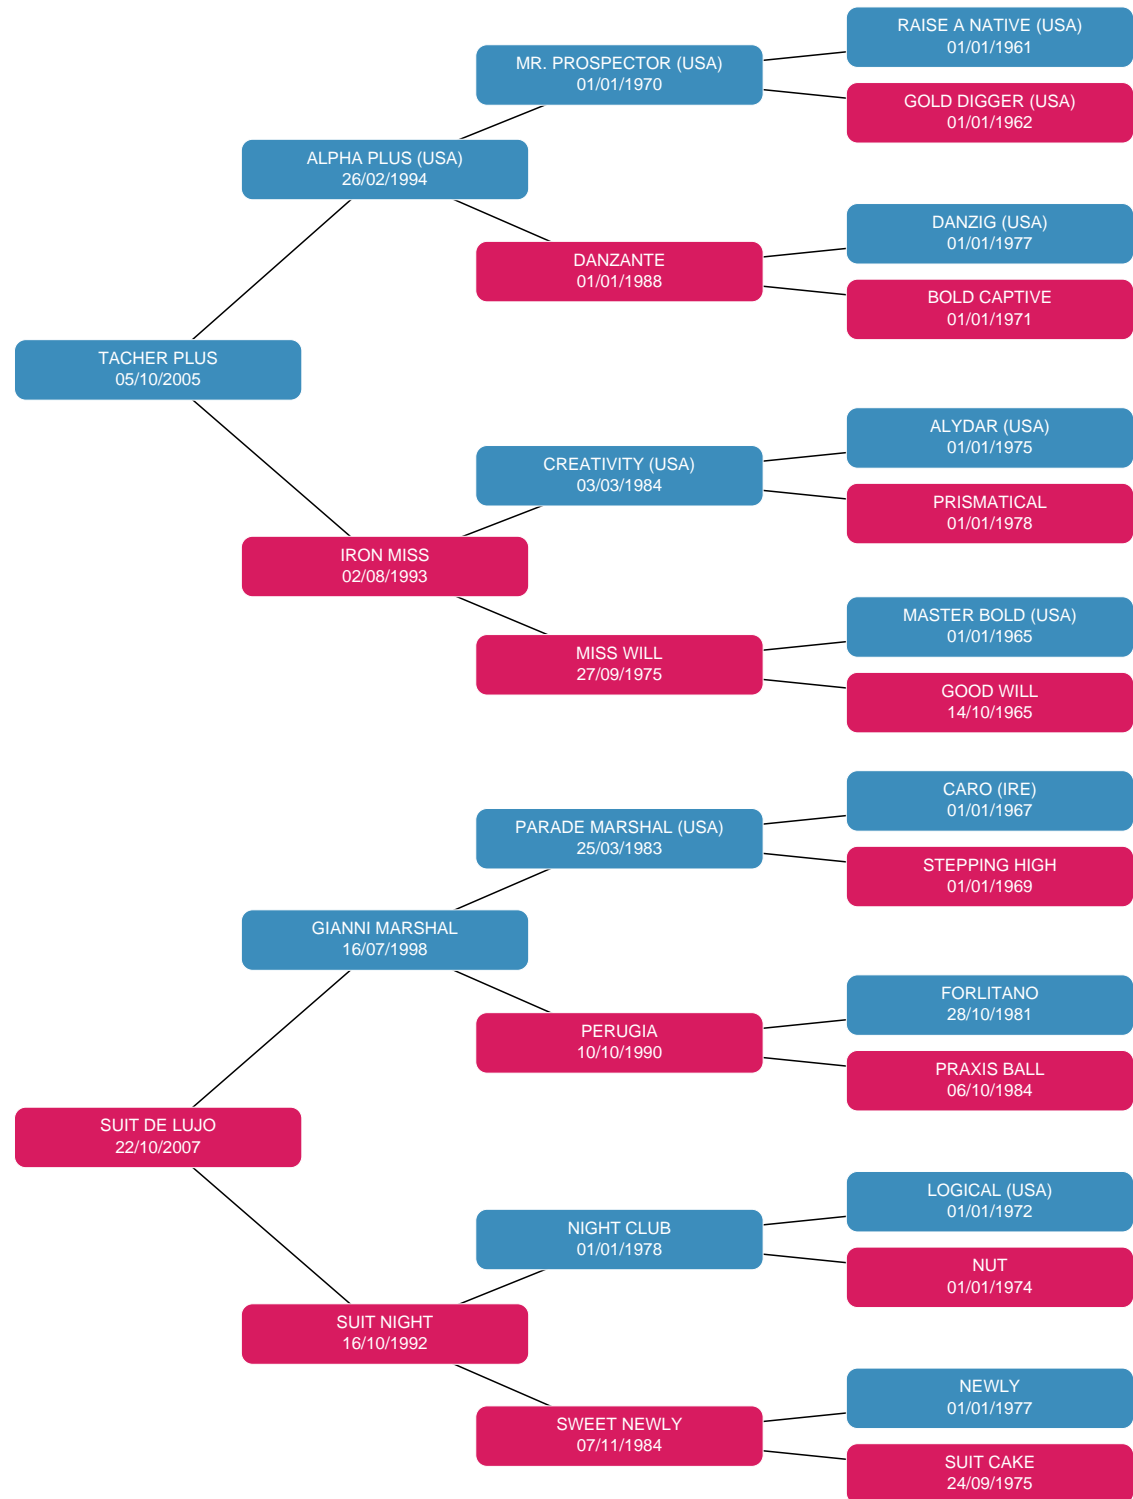 RAISE A NATIVE (USA)
01/01/1961
MR. PROSPECTOR (USA)
01/01/1970
GOLD DIGGER (USA)
01/01/1962
ALPHA PLUS (USA)
26/02/1994
DANZIG (USA)
01/01/1977
DANZANTE
01/01/1988
BOLD CAPTIVE
01/01/1971
TACHER PLUS
05/10/2005
ALYDAR (USA)
01/01/1975
CREATIVITY (USA)
03/03/1984
PRISMATICAL
01/01/1978
IRON MISS
02/08/1993
MASTER BOLD (USA)
01/01/1965
MISS WILL
27/09/1975
GOOD WILL
14/10/1965
CARO (IRE)
01/01/1967
PARADE MARSHAL (USA)
25/03/1983
STEPPING HIGH
01/01/1969
GIANNI MARSHAL
16/07/1998
FORLITANO
28/10/1981
PERUGIA
10/10/1990
PRAXIS BALL
06/10/1984
SUIT DE LUJO
22/10/2007
LOGICAL (USA)
01/01/1972
NIGHT CLUB
01/01/1978
NUT
01/01/1974
SUIT NIGHT
16/10/1992
NEWLY
01/01/1977
SWEET NEWLY
07/11/1984
SUIT CAKE
24/09/1975